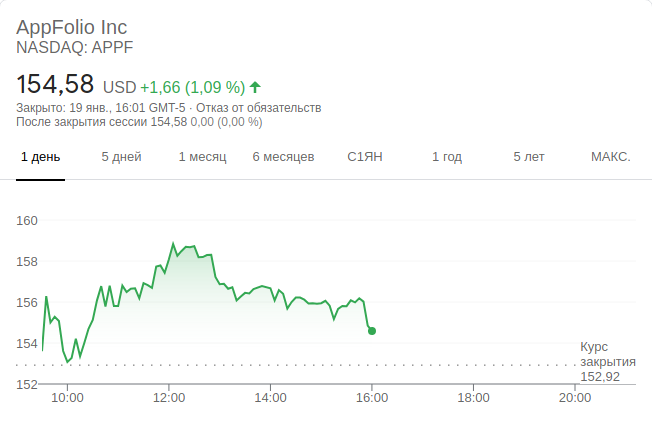 AppFolio Inc
NASDAQ: APPF
154,58 USD +1,66 (1,09 %)
Закрыто: 19 янв., 16:01 GMT-5 · Отказ от обязательств
После закрытия сессии 154,58 0,00 (0,00 %)
1 день 5 дней 1 месяц 6 месяцев С1ЯН 1 год 5 лет МАКС.
160
158
156
154
Курс
закрытия
152,92
152
10:00 12:00 14:00 16:00 18:00 20:00